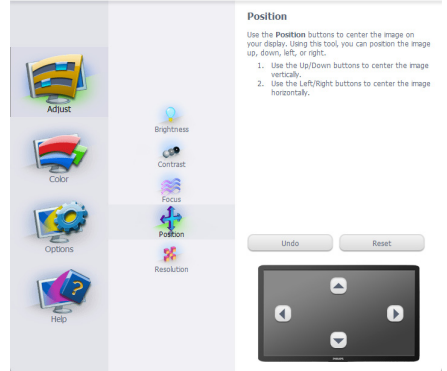 Position
Use the Position buttons to center the image on
your display. Using this tool, you can position the image
up, down, left, or right.
1. Use the Up/Down buttons to center the image
vertically.
2. Use the Left/Right buttons to center the image
horizontally.
Adjust
Color
Options
Help
Brightness
Contrast
Focus
Position
Resolution
Undo
Reset
PHILIPS